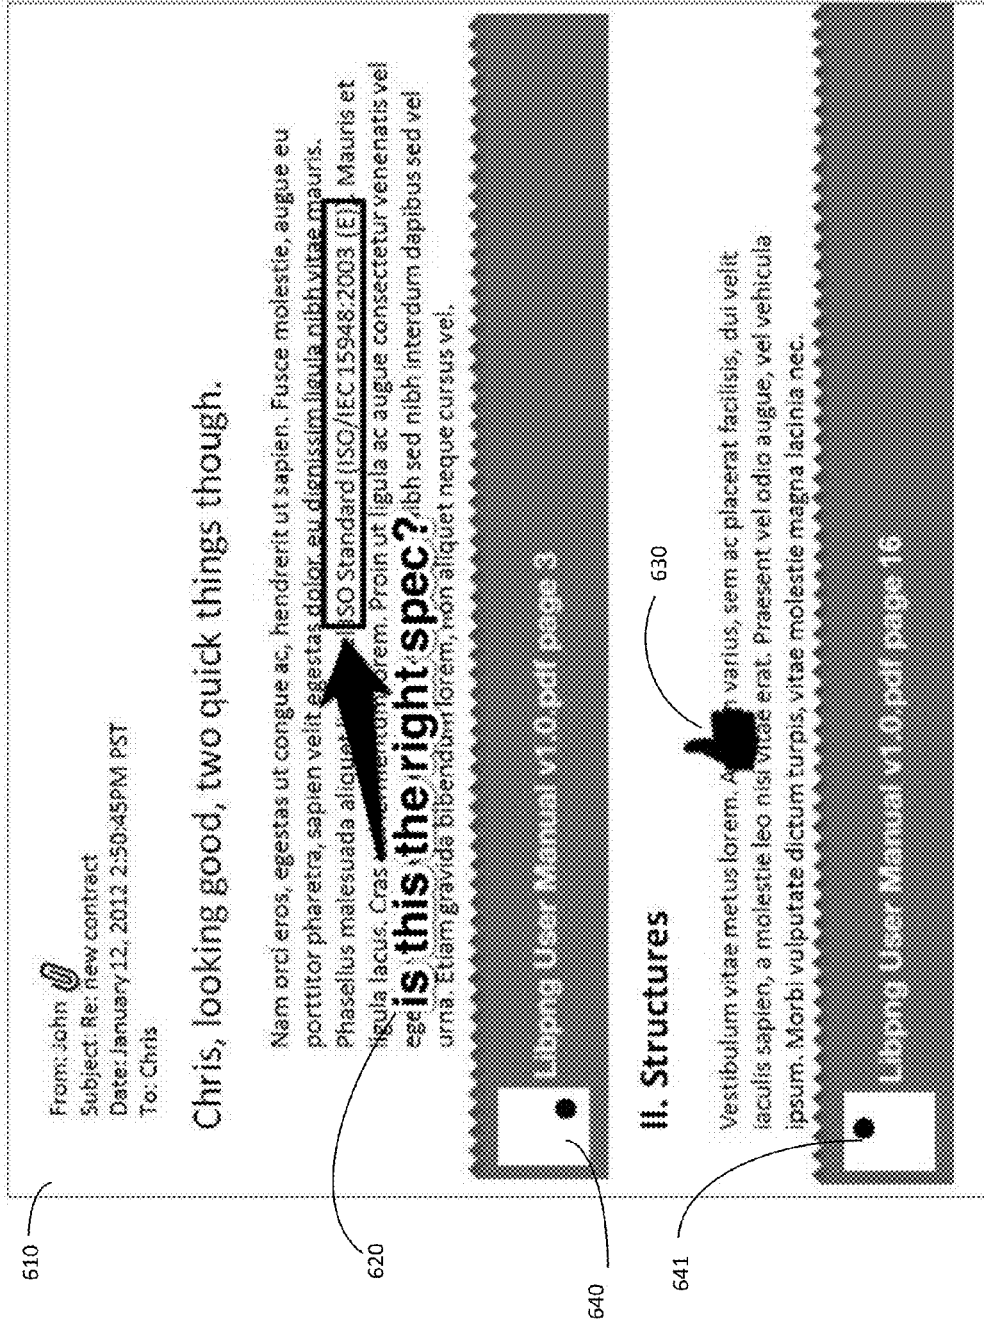 610
From: John
Subject: Re: new contract
Date: January 12, 2012 2:50:45PM PST
To: Chris
Chris, looking good, two quick things though.
Nam orci eros, egestas ut congue ac, hendrerit ut sapien. Fusce molestie, augue eu
porttitor pharetra, sapien velit egestas dolor, eu dignissim ligula nibh vitae mauris.
Phasellus malesuada aliquet ISO Standard (ISO/IEC 15948:2003 (E)). Mauris et
ligula lacus. Cras elementum lorem. Proin ut ligula ac augue consectetur venenatis vel
ege ibh sed nibh interdum dapibus sed vel
is this the right spec?
urna. Etiam gravida bibendum lorem, non aliquet neque cursus vel.
620
Libpng User Manual v1.0.pdf page 3
640
III. Structures
630
Vestibulum vitae metus lorem. A n varius, sem ac placerat facilisis, dui velit
iaculis sapien, a molestie leo nisi vitae erat. Praesent vel odio augue, vel vehicula
ipsum. Morbi vulputate dictum turpis, vitae molestie magna lacinia nec.
641
Libpng User Manual v1.0.pdf page 16